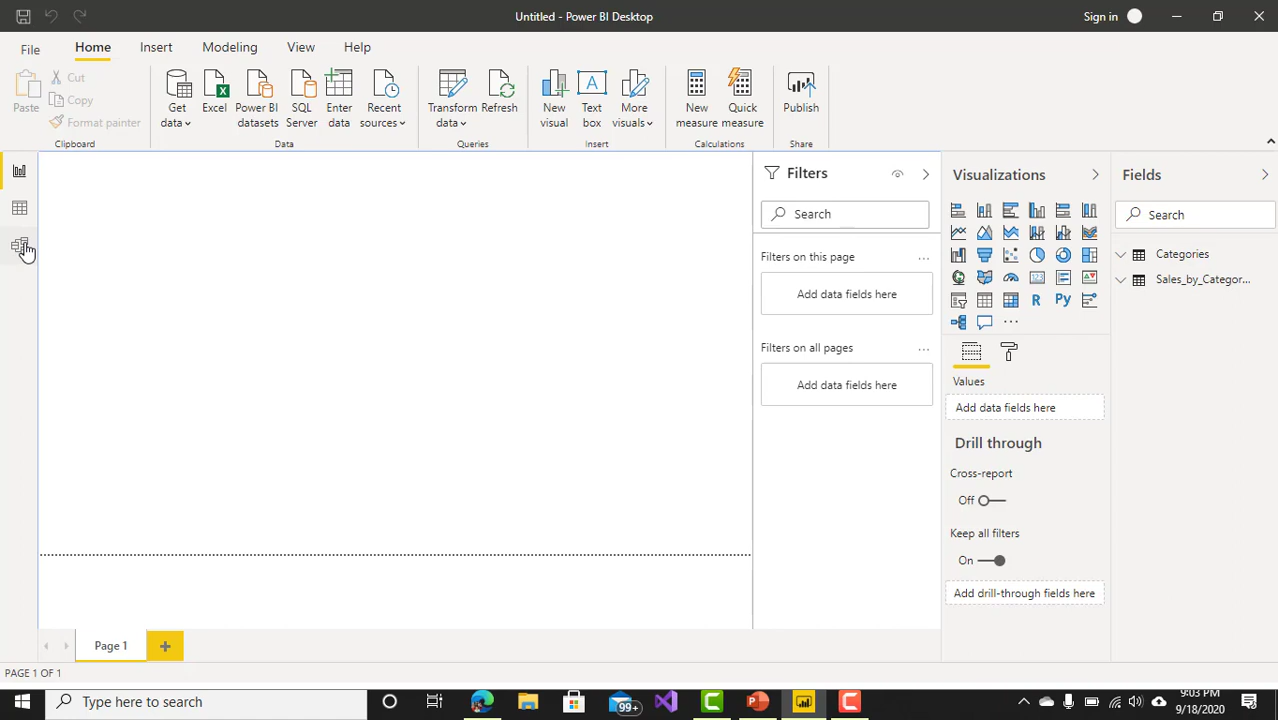 Untitled - Power BI Desktop
Sign in
File
Home
Insert
Modeling
View
Help
Paste
Cut
Copy
Format painter
Clipboard
Get
data
Excel
Power BI
datasets
SQL
Server
Enter
data
Recent
sources
Data
Transform
data
Refresh
Queries
New
visual
Text
box
More
visuals
Insert
New
measure
Quick
measure
Calculations
Publish
Share
Filters
Search
Filters on this page
...
Add data fields here
Filters on all pages
...
Add data fields here
Visualizations
R
Py
...
Values
Add data fields here
Drill through
Cross-report
Off
Keep all filters
On
Add drill-through fields here
Fields
Search
Categories
Sales_by_Categor...
Page 1
PAGE 1 OF 1
Type here to search
99+
9:03 PM
9/18/2020